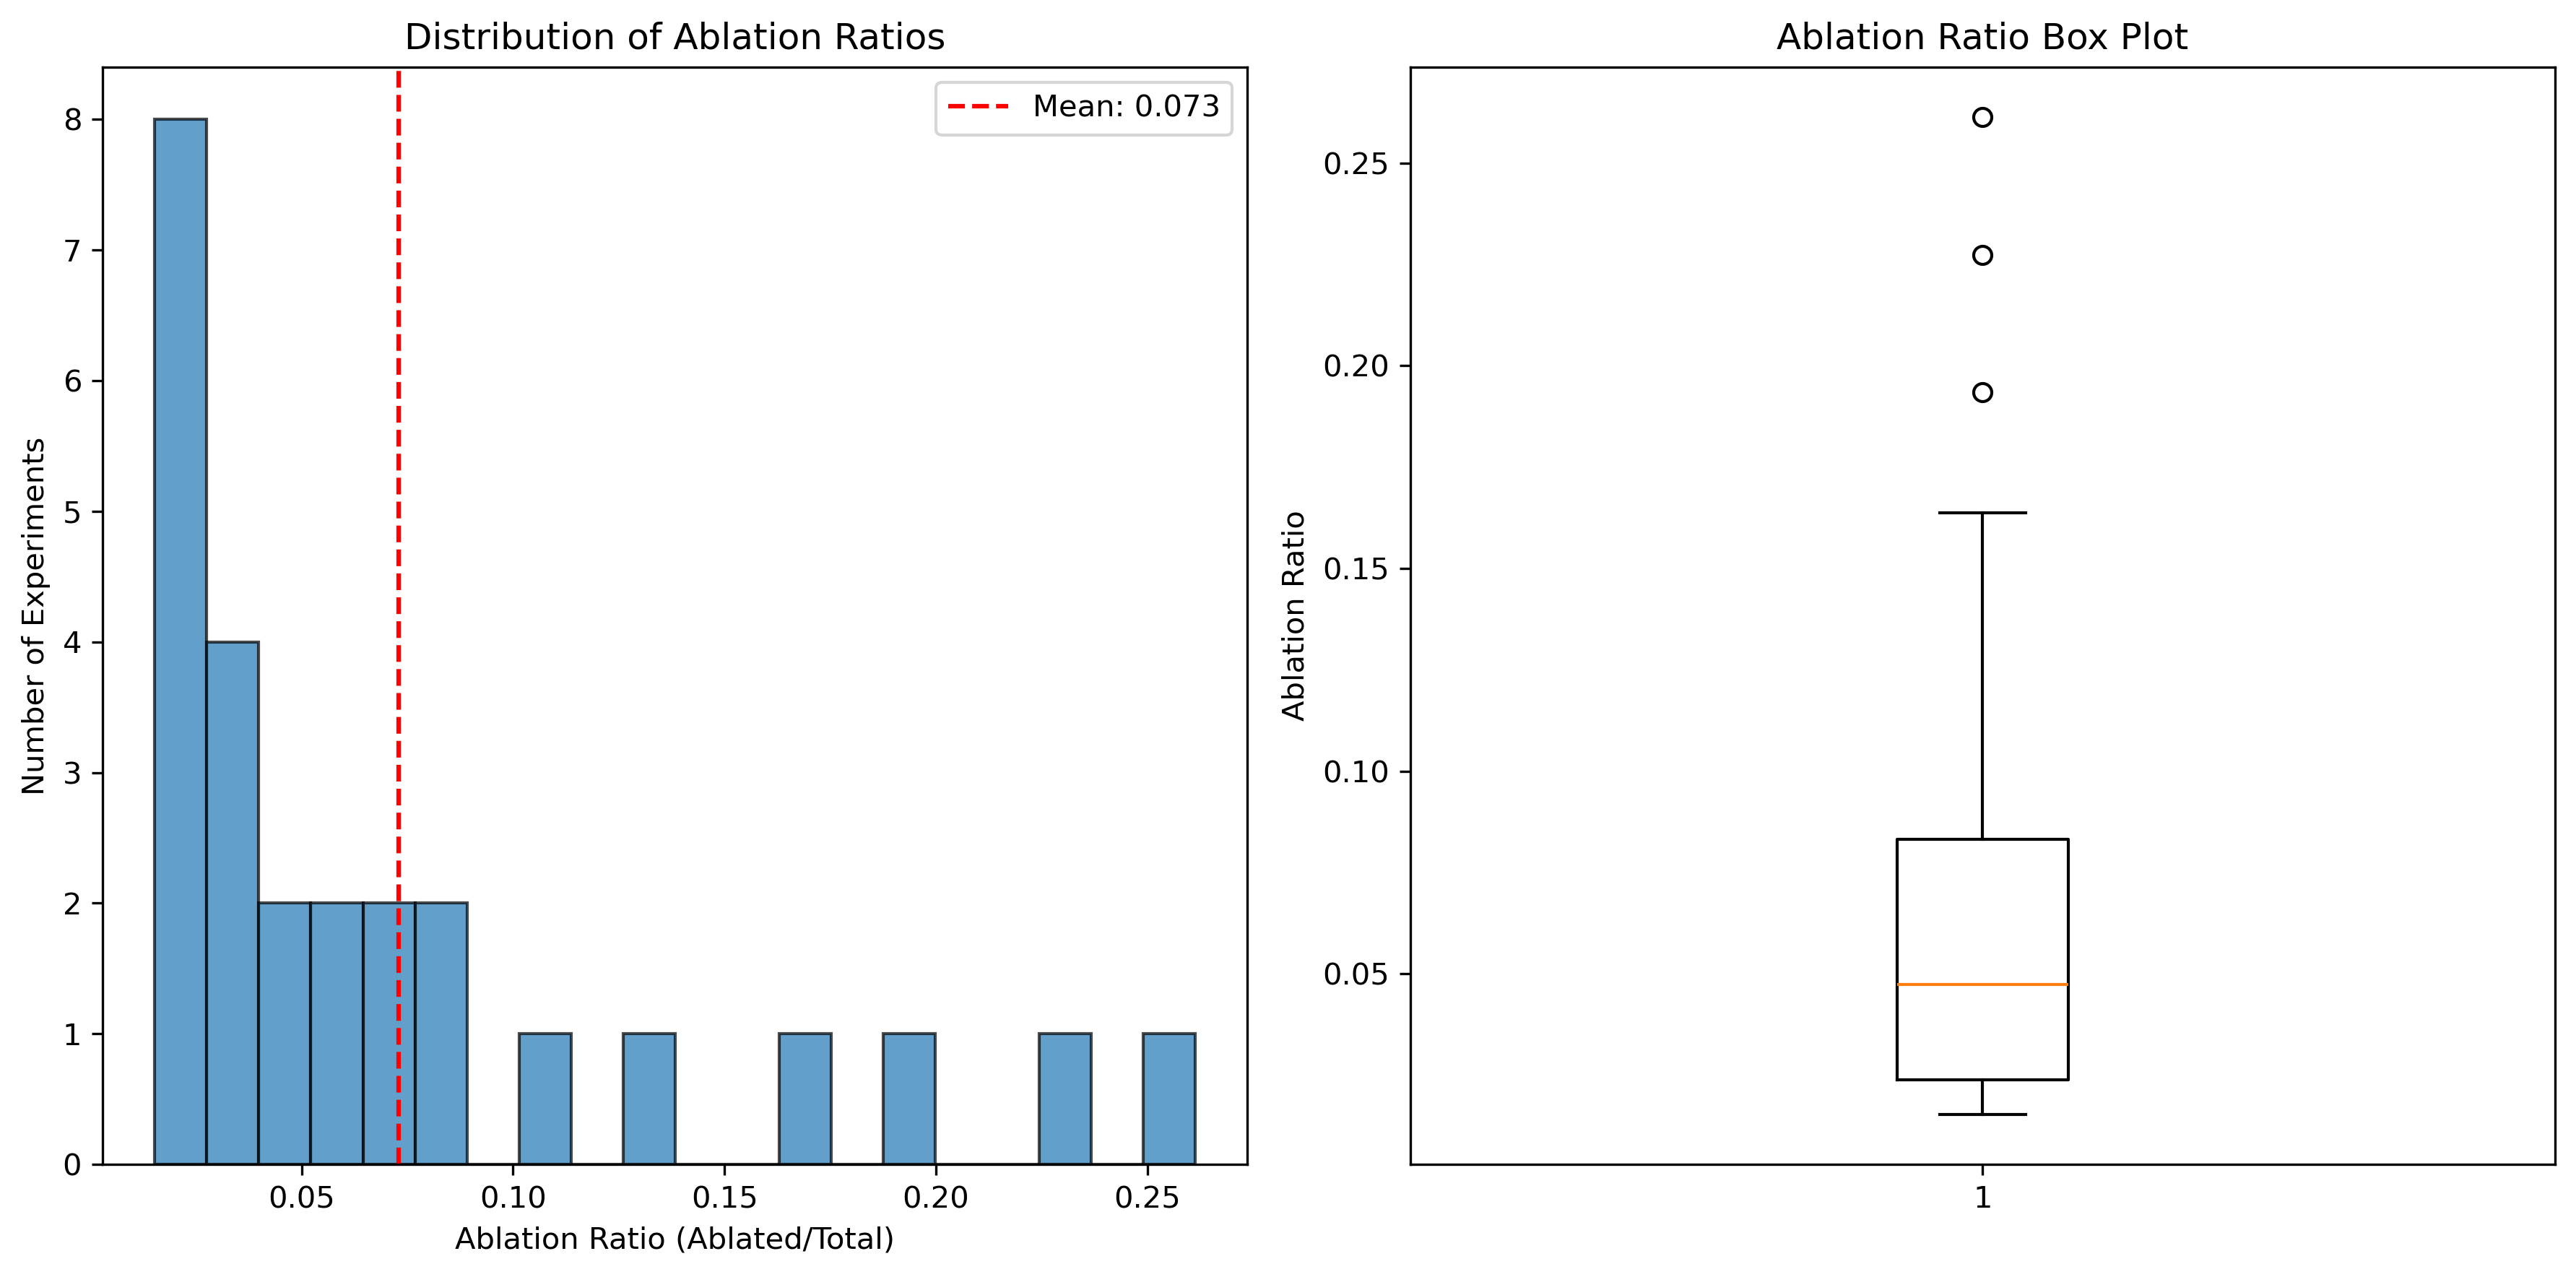 Distribution of Ablation Ratios
Mean: 0.073
8
7
6
5
4
3
2
1
0
Number of Experiments
0.05 0.10 0.15 0.20 0.25
Ablation Ratio (Ablated/Total)
Ablation Ratio Box Plot
0.25
0.20
0.15
0.10
0.05
Ablation Ratio
1